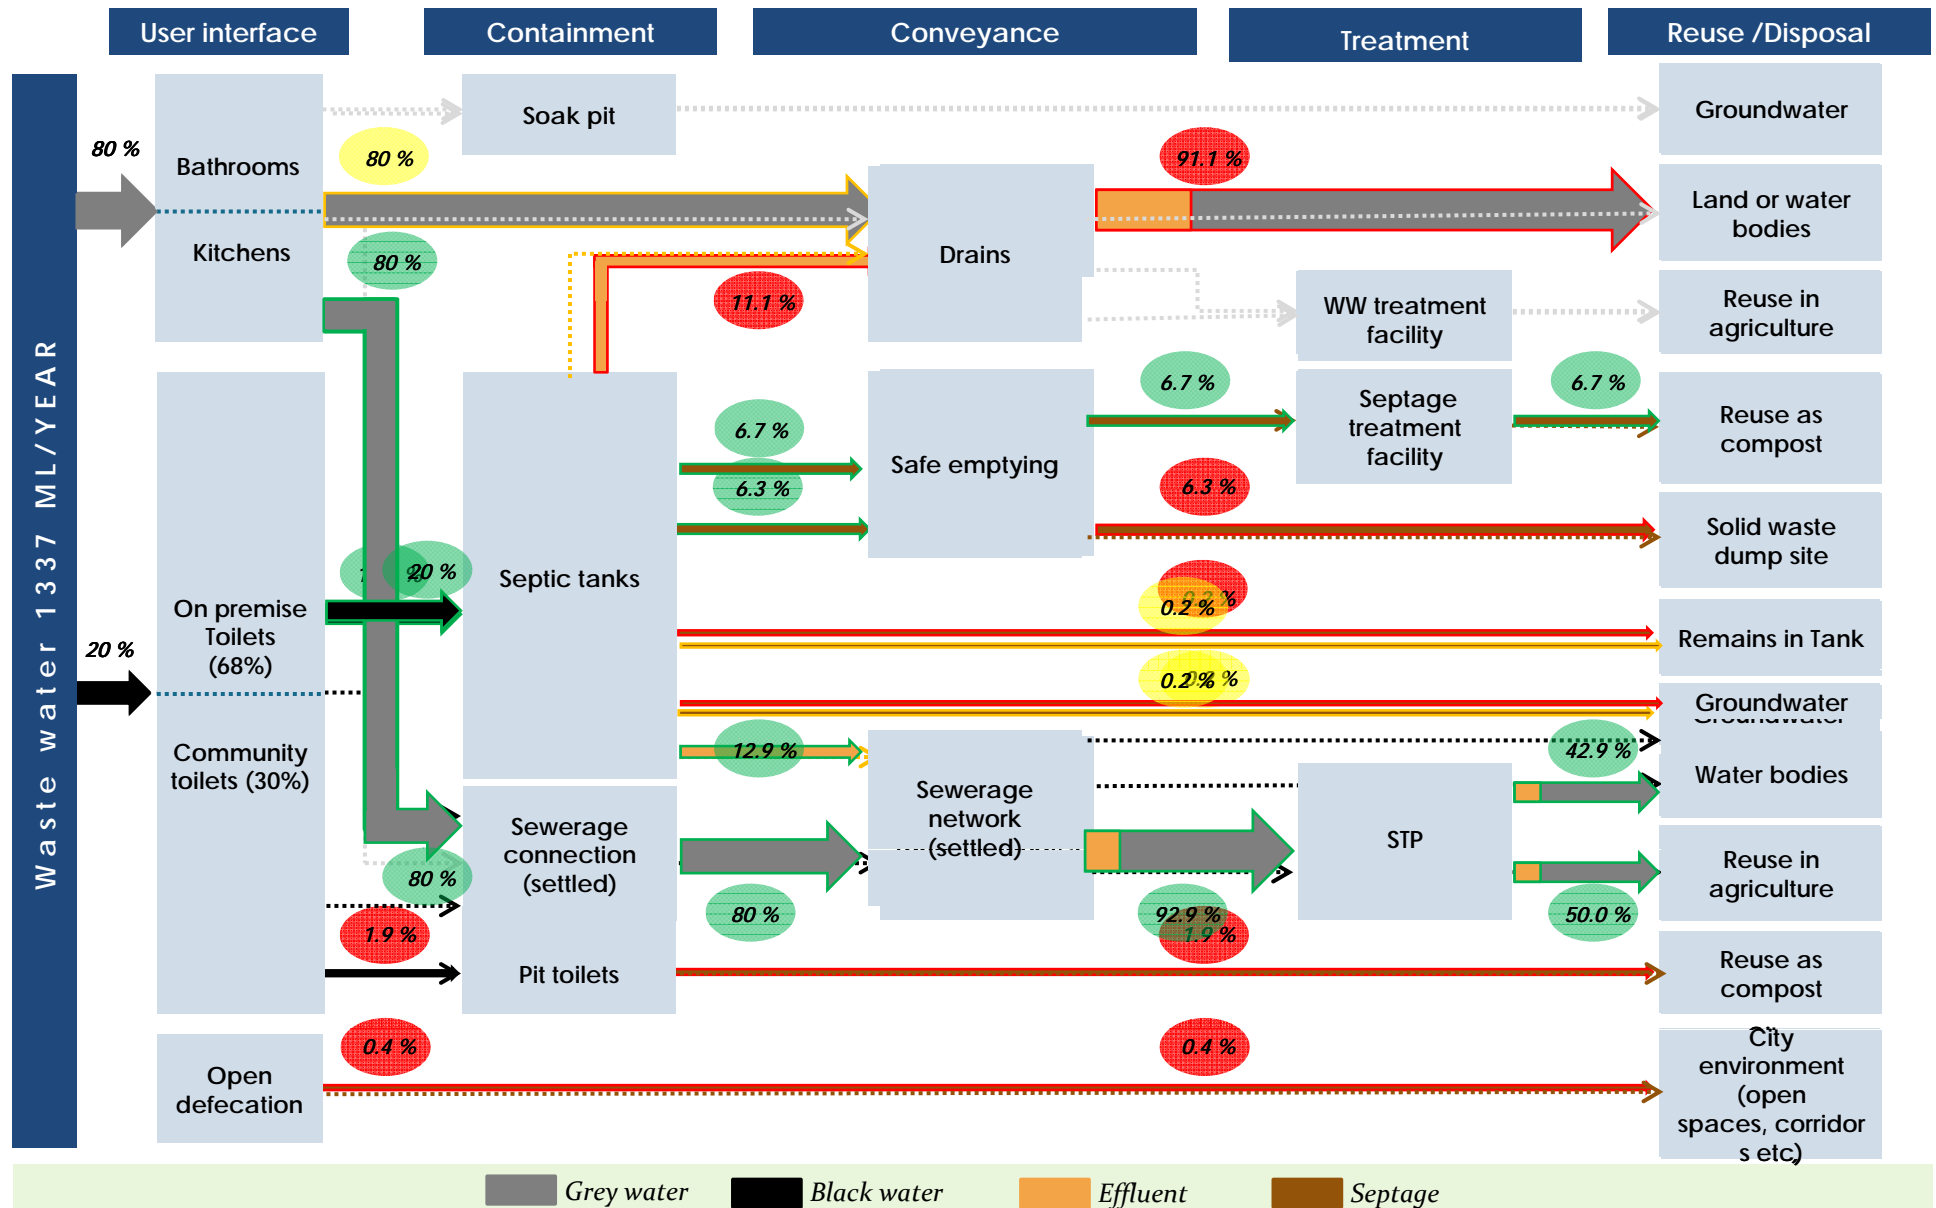 User interface
Containment
Conveyance
Treatment
Reuse /Disposal
Waste water 1337 ML/YEAR
80 %
20 %
Bathrooms
Kitchens
On premise
Toilets
(68%)
Community
toilets (30%)
Open
defecation
80 %
80 %
20 %
80 %
1.9 %
0.4 %
Soak pit
Septic tanks
Sewerage
connection
(settled)
Pit toilets
11.1 %
6.7 %
6.3 %
12.9 %
80 %
Drains
Safe emptying
Sewerage
network
(settled)
91.1 %
6.7 %
6.3 %
0.2 %
0.2 %
92.9 %
1.9 %
0.4 %
WW treatment
facility
Septage
treatment
facility
STP
6.7 %
42.9 %
50.0 %
Groundwater
Land or water
bodies
Reuse in
agriculture
Reuse as
compost
Solid waste
dump site
Remains in Tank
Groundwater
Groundwater
Water bodies
Reuse in
agriculture
Reuse as
compost
City
environment
(open
spaces, corridor
s etc)
Grey water
Black water
Effluent
Septage